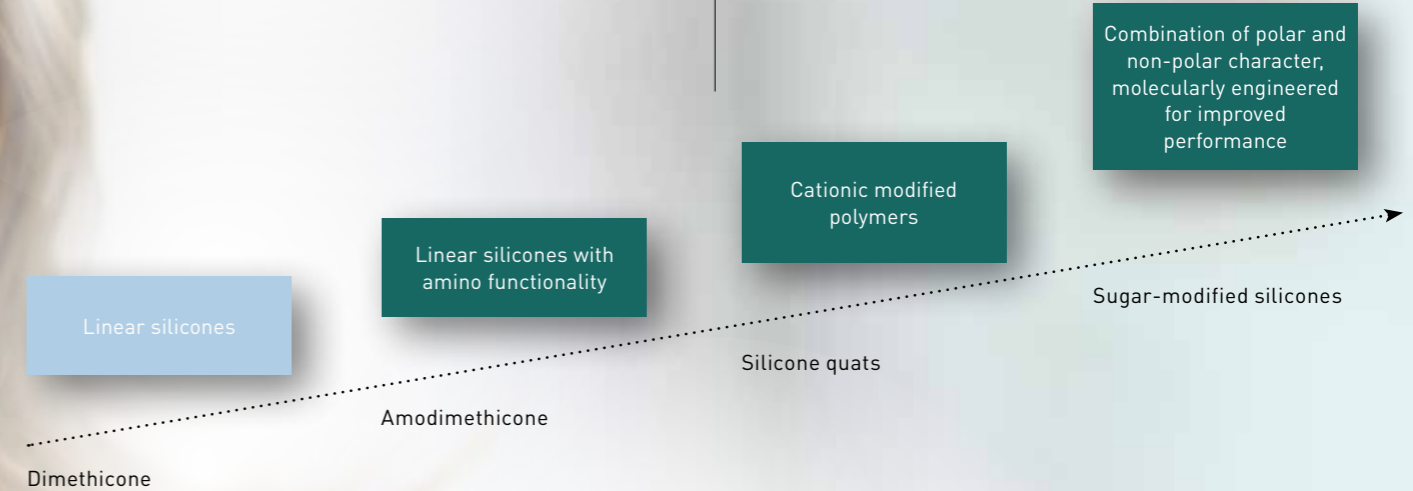 Combination of polar and
non-polar character,
molecularly engineered
for improved
performance
Cationic modified
polymers
Linear silicones with
amino functionality
Linear silicones
Sugar-modified silicones
Silicone quats
Amodimethicone
Dimethicone